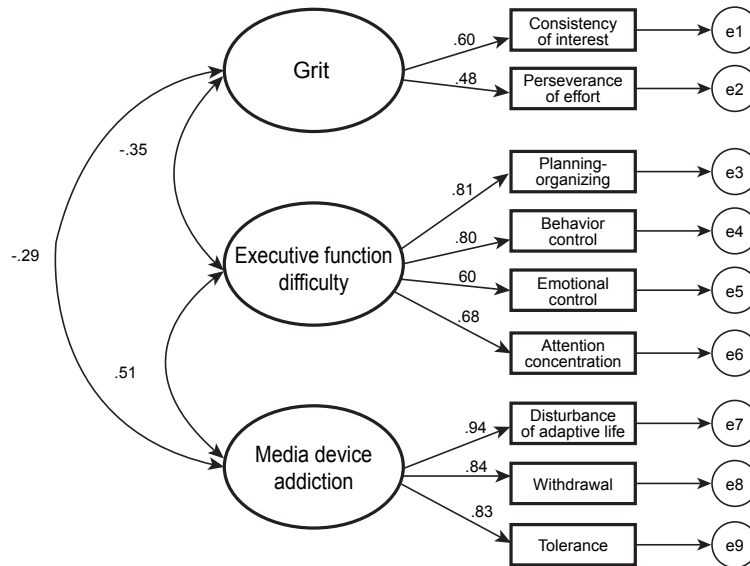 Grit
.60
Consistency
of interest
e1
.48
Perseverance
of effort
e2
-.35
-.29
Executive function
difficulty
.81
Planning-
organizing
e3
.80
Behavior
control
e4
60
Emotional
control
e5
.68
Attention
concentration
e6
.51
Media device
addiction
.94
Disturbance
of adaptive life
e7
.84
Withdrawal
e8
.83
Tolerance
e9